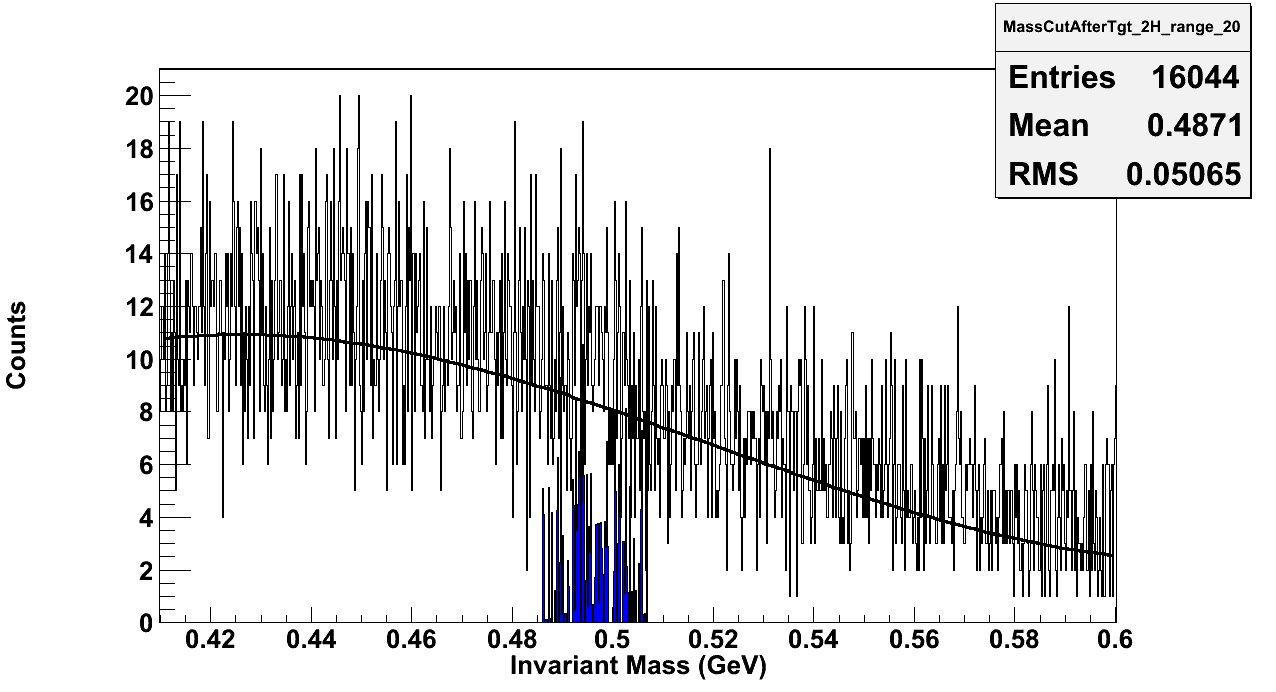 MassCutAfterTgt_2H_range_20
Entries 16044
Mean 0.4871
RMS 0.05065
Counts
20
18
16
14
12
10
8
6
4
2
0
0.42 0.44 0.46 0.48 0.5 0.52 0.54 0.56 0.58 0.6
Invariant Mass (GeV)